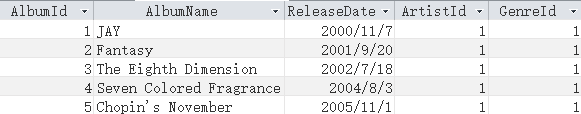 AlbumId AlbumName ReleaseDate ArtistId GenreId
1 JAY 2000/11/7 1 1
2 Fantasy 2001/9/20 1 1
3 The Eighth Dimension 2002/7/18 1 1
4 Seven Colored Fragrance 2004/8/3 1 1
5 Chopin's November 2005/11/1 1 1